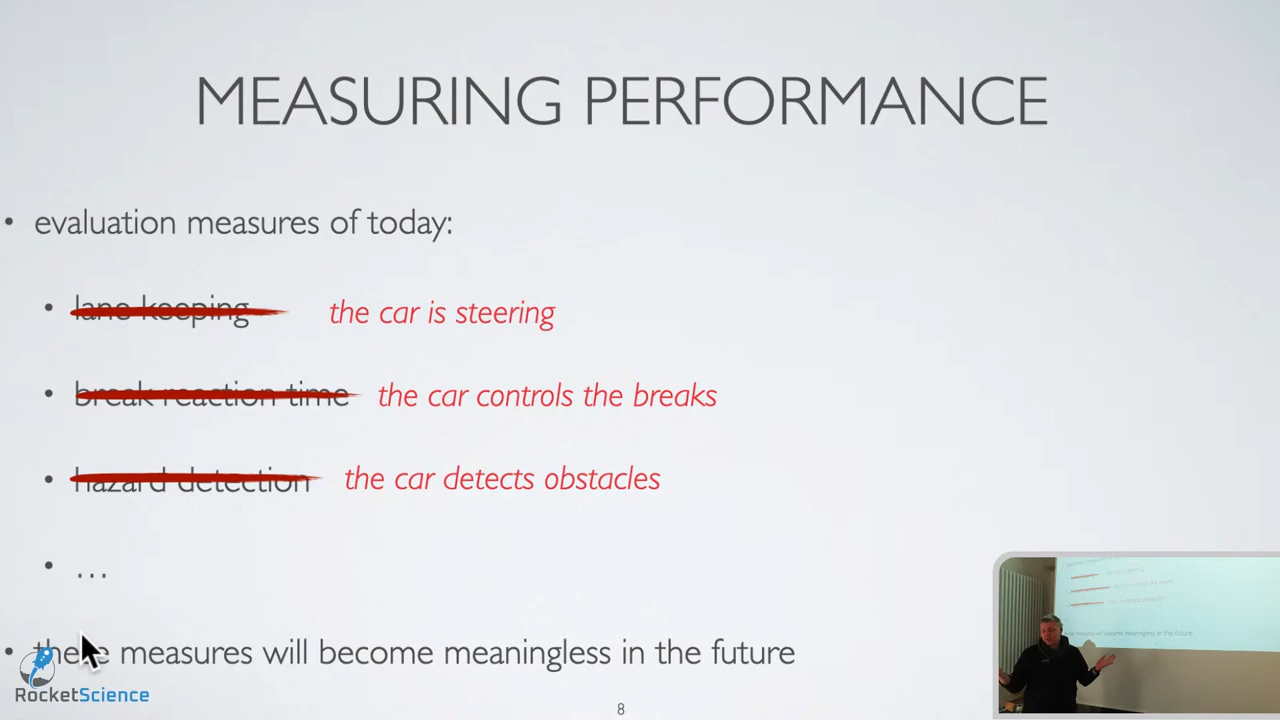 MEASURING PERFORMANCE
• evaluation measures of today:
• lane keeping the car is steering
• break reaction time the car controls the breaks
• hazard detection the car detects obstacles
• …
• these measures will become meaningless in the future
RocketScience
8